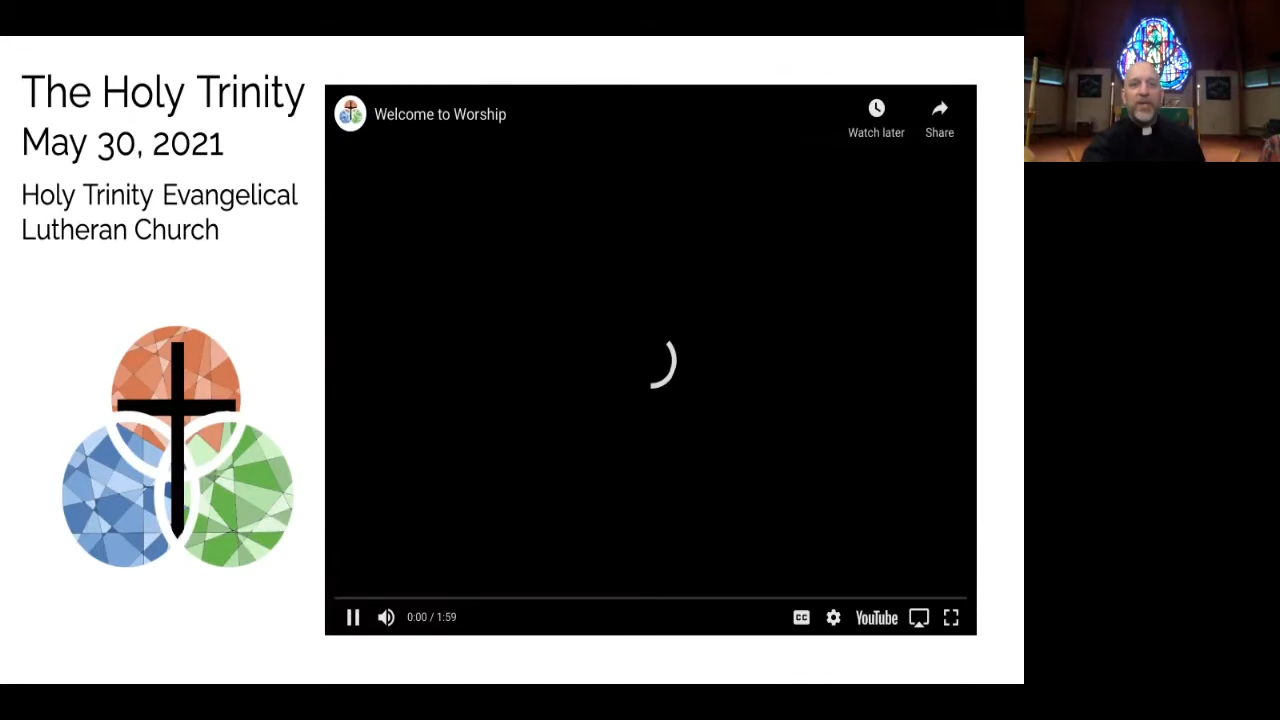 The Holy Trinity
May 30, 2021
Holy Trinity Evangelical
Lutheran Church
Welcome to Worship
Watch later
Share
0:00 / 1:59
CC
YouTube